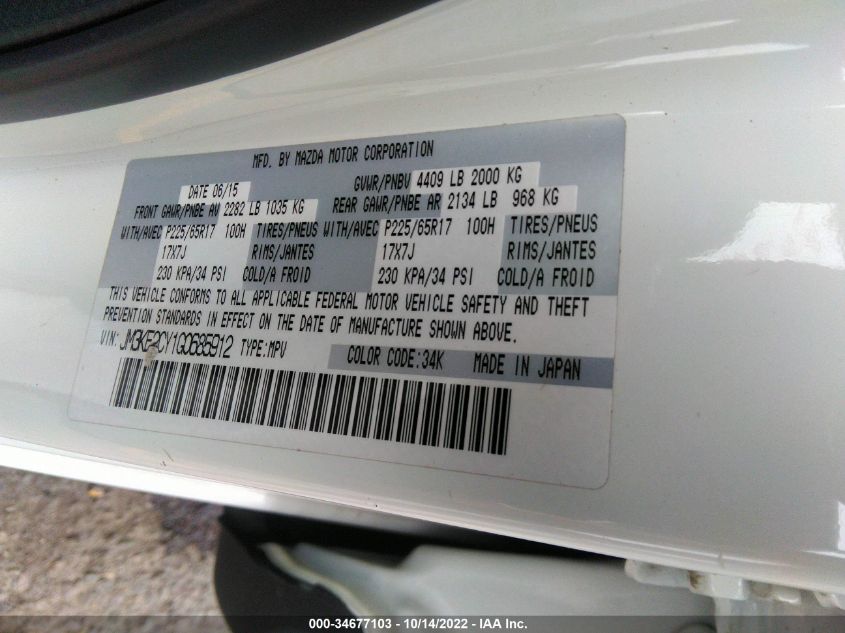 MFD. BY MAZDA MOTOR CORPORATION
DATE 06/15 GVWR/PNBV 4409 LB 2000 KG
FRONT GAWR/PNBE AV 2282 LB 1035 KG REAR GAWR/PNBE AR 2134 LB 968 KG
WITH/AVEC P225/65R17 100H TIRES/PNEUS WITH/AVEC P225/65R17 100H TIRES/PNEUS
17X7J RIMS/JANTES 17X7J RIMS/JANTES
230 KPA/34 PSI COLD/A FROID 230 KPA/34 PSI COLD/A FROID
THIS VEHICLE CONFORMS TO ALL APPLICABLE FEDERAL MOTOR VEHICLE SAFETY AND THEFT
PREVENTION STANDARDS IN EFFECT ON THE DATE OF MANUFACTURE SHOWN ABOVE.
VIN: JM3KE2CY1G0685912 TYPE:MPV COLOR CODE:34K MADE IN JAPAN
000-34677103 - 10/14/2022 - IAA Inc.